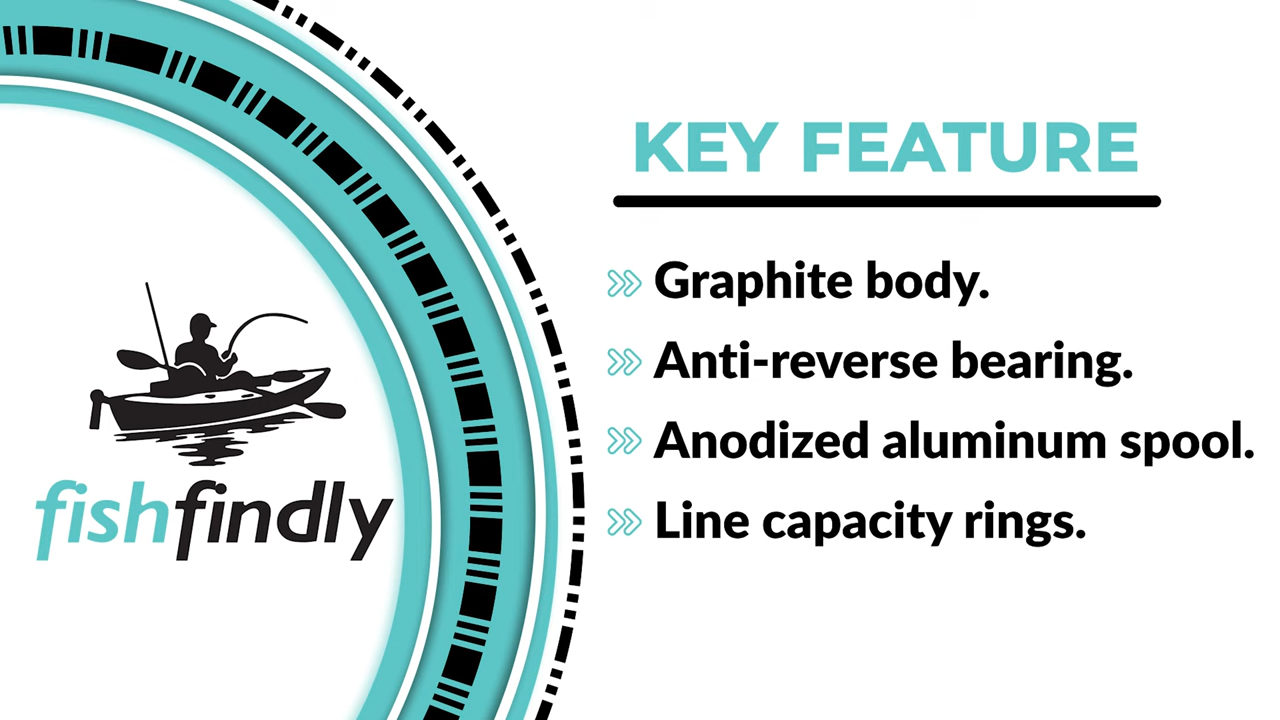 KEY FEATURE
Graphite body.
Anti-reverse bearing.
Anodized aluminum spool.
Line capacity rings.
fishfindly